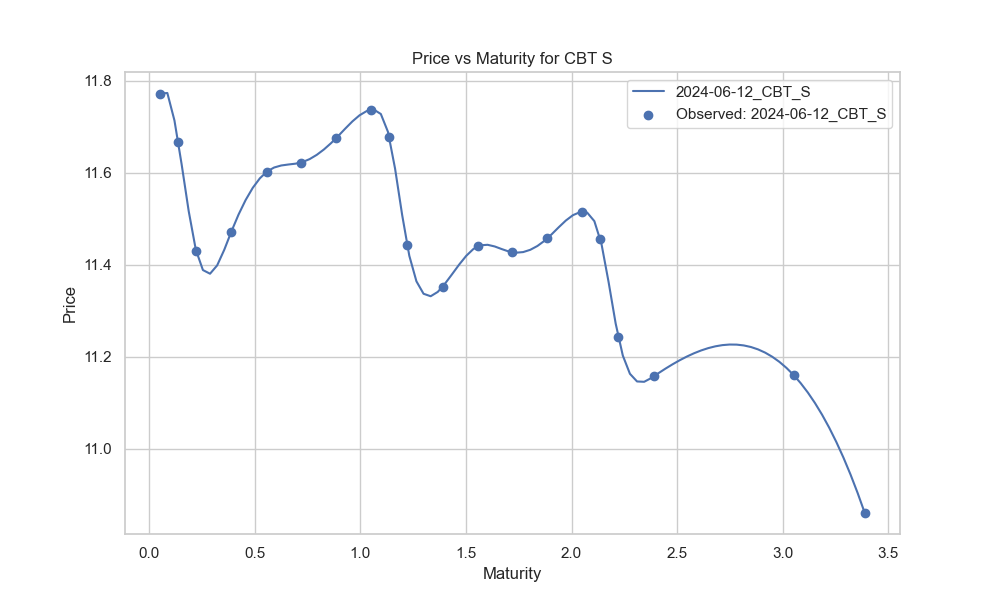 Price vs Maturity for CBT S
2024-06-12_CBT_S
Observed: 2024-06-12_CBT_S
Price
11.8
11.6
11.4
11.2
11.0
0.0 0.5 1.0 1.5 2.0 2.5 3.0 3.5
Maturity